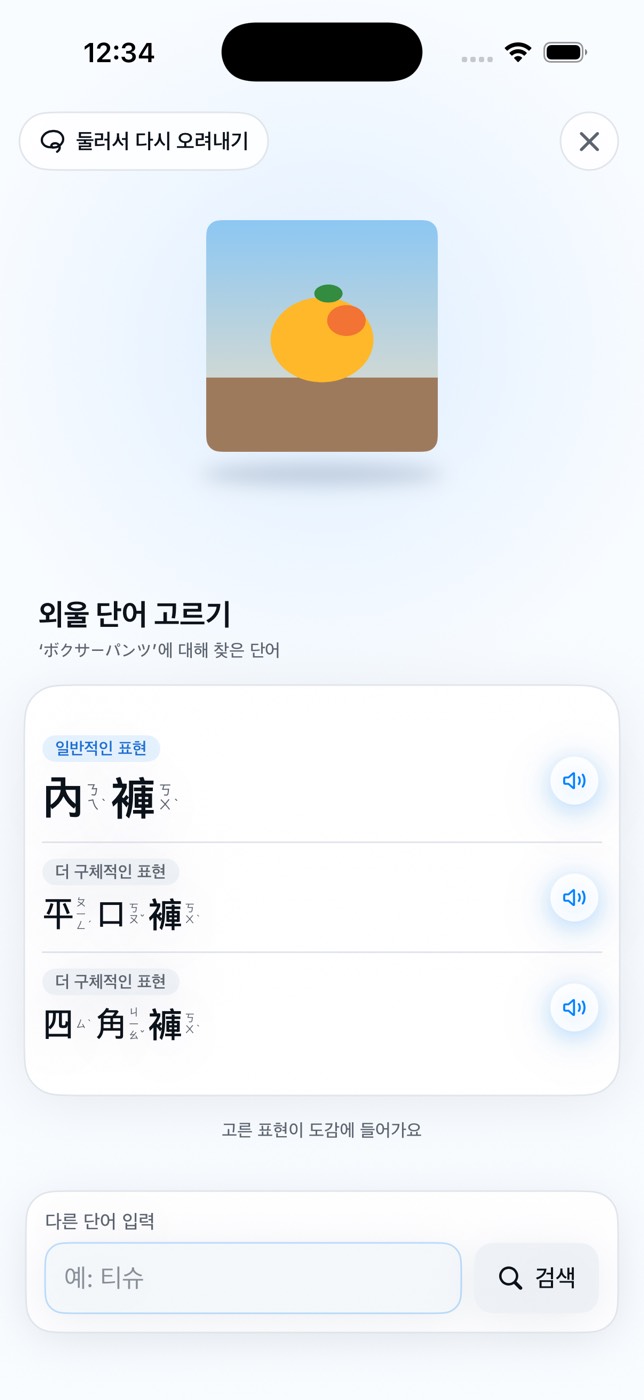 12:34
둘러서 다시 오려내기
외울 단어 고르기
‘ボクサーパンツ’에 대해 찾은 단어
일반적인 표현
內ㄋㄟˋ褲ㄎㄨˋ
더 구체적인 표현
平ㄆㄧㄥˊ口ㄎㄡˇ褲ㄎㄨˋ
더 구체적인 표현
四ㄙˋ角ㄐㄧㄠˇ褲ㄎㄨˋ
고른 표현이 도감에 들어가요
다른 단어 입력
예: 티슈
검색